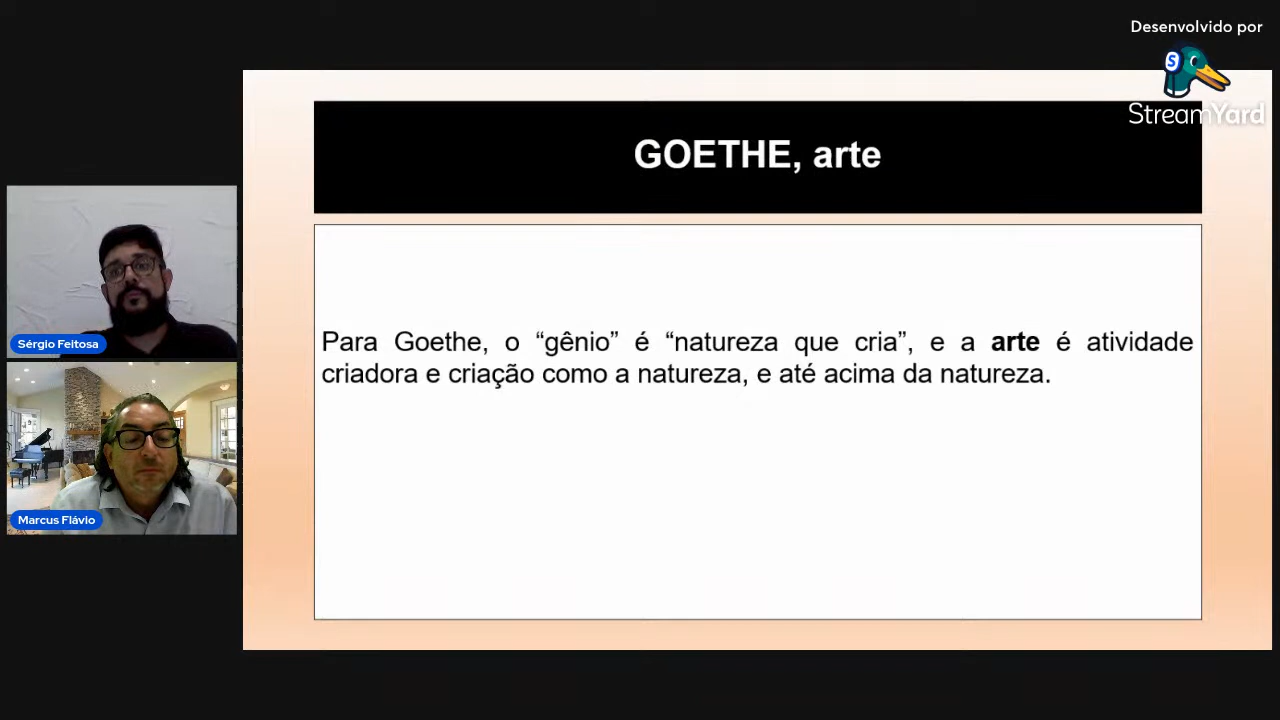 Desenvolvido por
StreamYard
GOETHE, arte
Para Goethe, o “gênio” é “natureza que cria”, e a arte é atividade
criadora e criação como a natureza, e até acima da natureza.
Sérgio Feitosa
Marcus Flávio